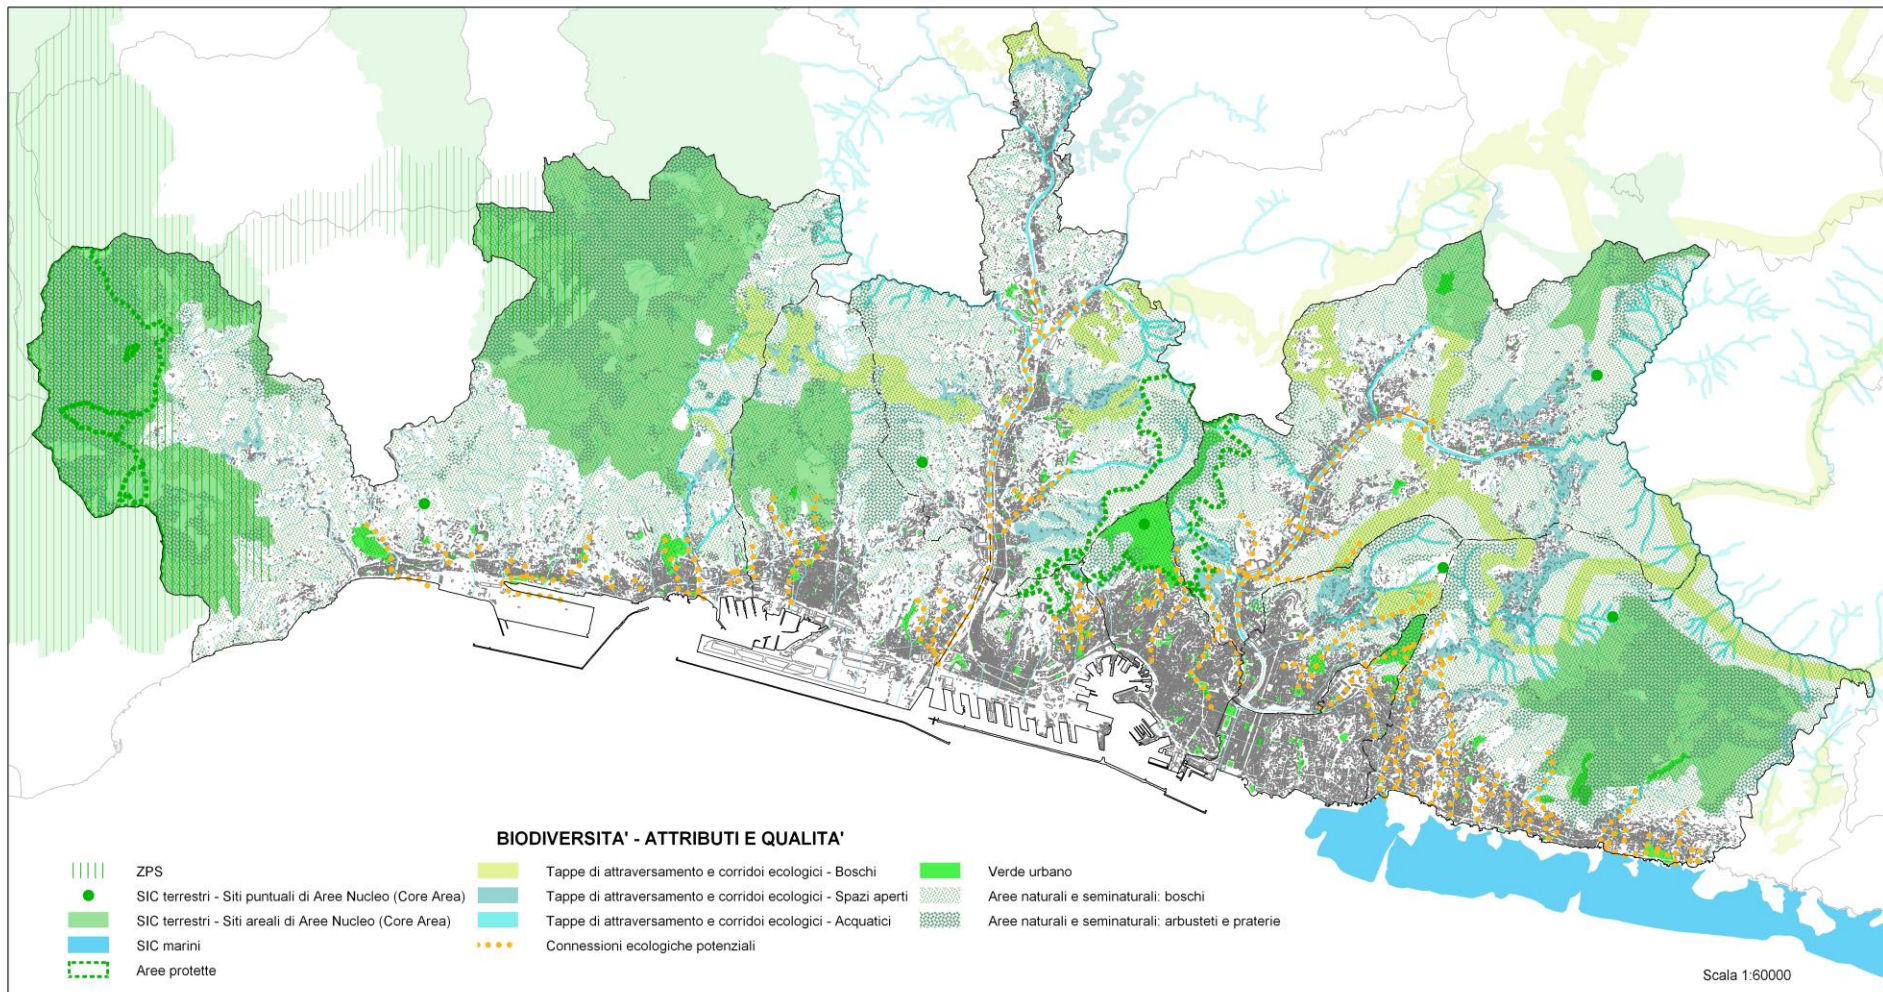 BIODIVERSITA' - ATTRIBUTI E QUALITA'
ZPS
SIC terrestri - Siti puntuali di Aree Nucleo (Core Area)
SIC terrestri - Siti areali di Aree Nucleo (Core Area)
SIC marini
Aree protette
Tappe di attraversamento e corridoi ecologici - Boschi
Tappe di attraversamento e corridoi ecologici - Spazi aperti
Tappe di attraversamento e corridoi ecologici - Acquatici
Connessioni ecologiche potenziali
Verde urbano
Aree naturali e seminaturali: boschi
Aree naturali e seminaturali: arbusteti e praterie
Scala 1:60000